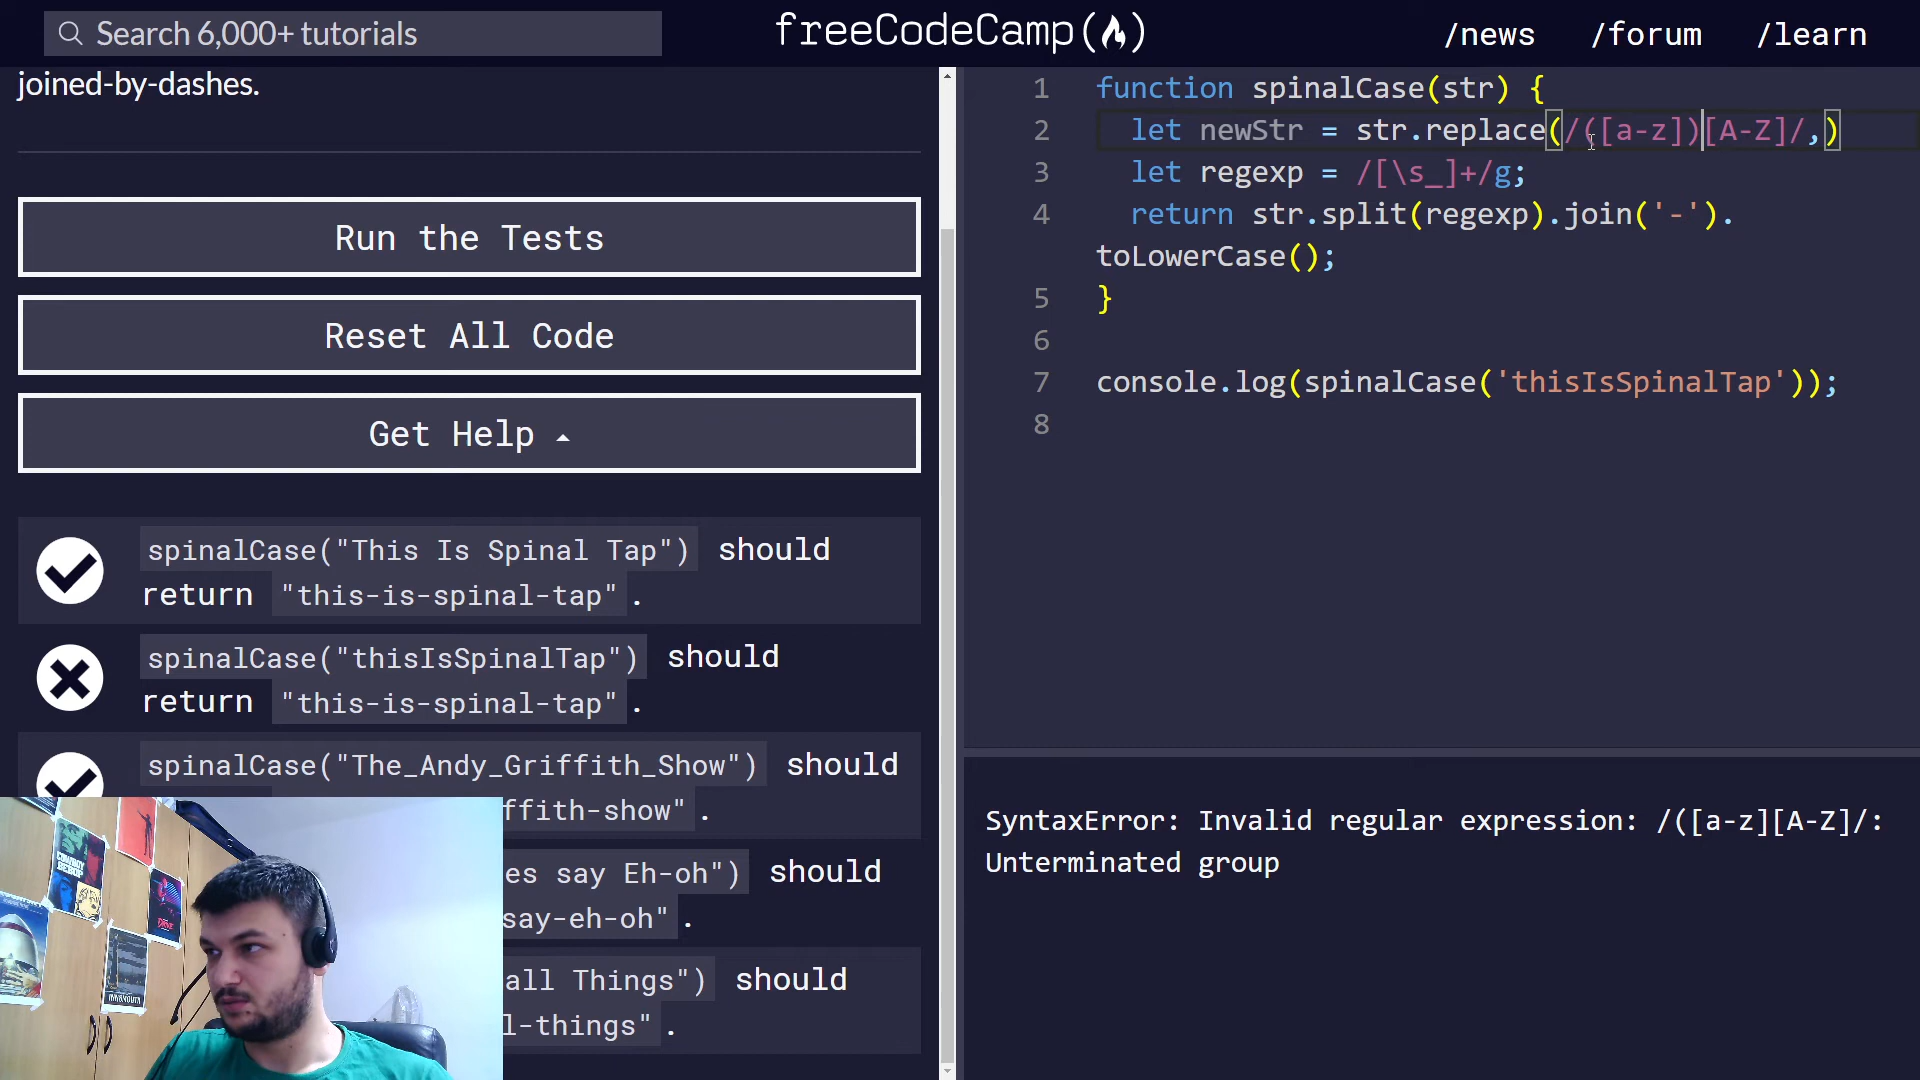 Search 6,000+ tutorials
freeCodeCamp
/news
/forum
/learn
joined-by-dashes.
Run the Tests
Reset All Code
Get Help
spinalCase("This Is Spinal Tap") should
return "this-is-spinal-tap".
spinalCase("thisIsSpinalTap") should
return "this-is-spinal-tap".
spinalCase("The_Andy_Griffith_Show") should
ffith-show".
es say Eh-oh") should
say-eh-oh".
all Things") should
l-things".
1 function spinalCase(str) {
2 let newStr = str.replace(/([a-z])[A-Z]/,)
3 let regexp = /[\s_]+/g;
4 return str.split(regexp).join('-').
toLowerCase();
5 }
6
7 console.log(spinalCase('thisIsSpinalTap'));
8
SyntaxError: Invalid regular expression: /([a-z][A-Z]/:
Unterminated group
COWBOY
BEBOP